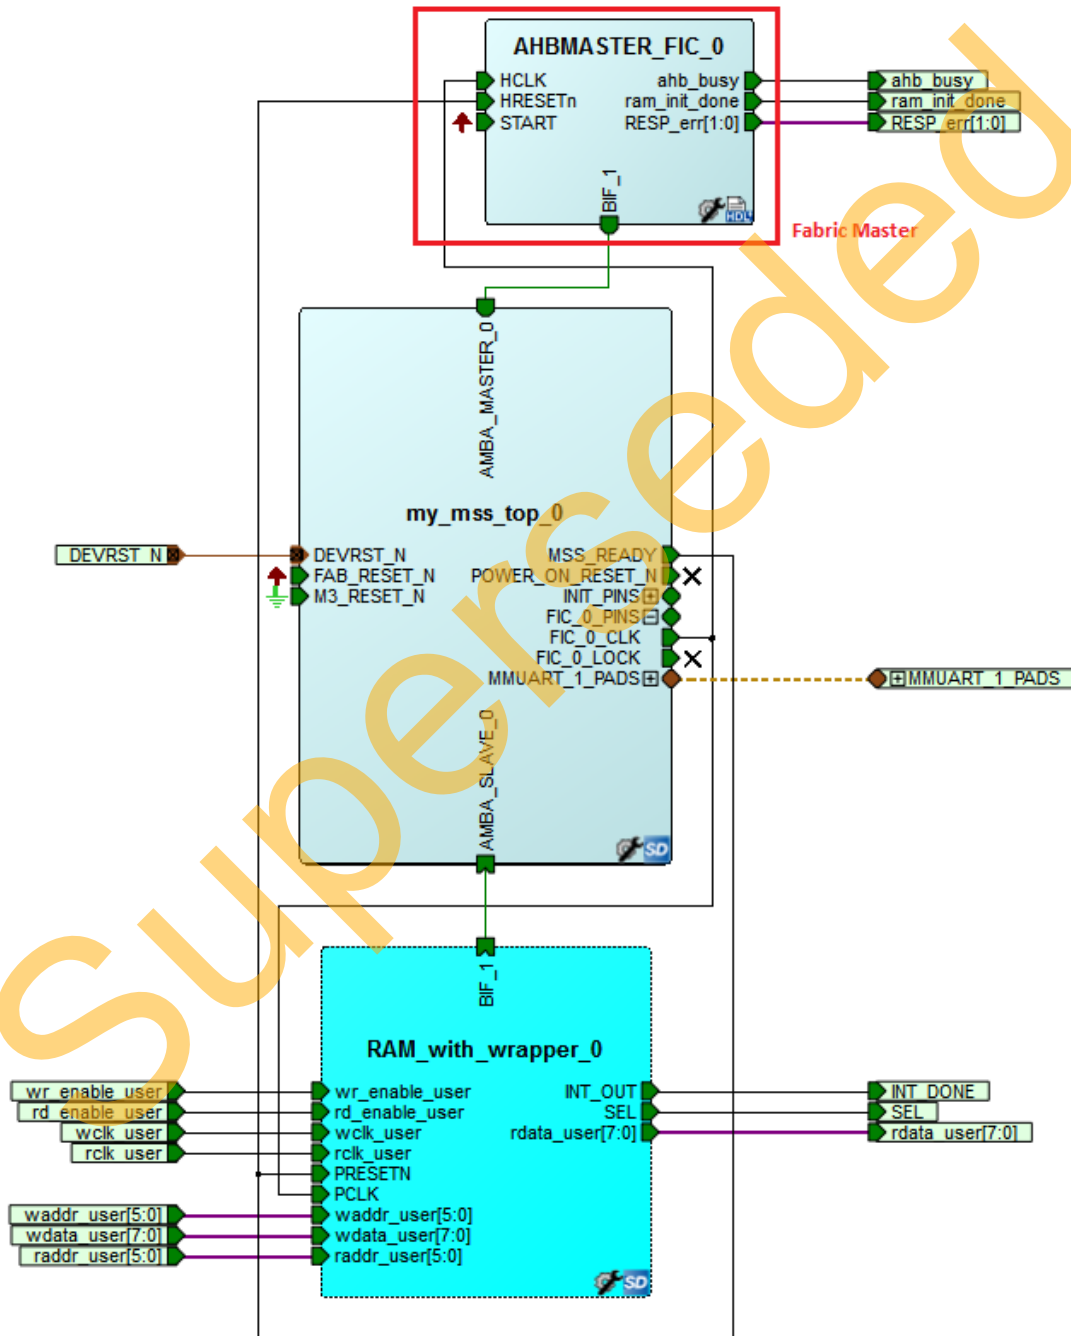 AHBMASTER_FIC_0
HCLK
HRESETn
START
ahb_busy
ram_init_done
RESP_err[1:0]
BIF_1
HDL
ahb_busy
ram_init_done
RESP_err[1:0]
Fabric Master
AMBA_MASTER_0
my_mss_top_0
DEVRST_N
DEVRST_N
FAB_RESET_N
M3_RESET_N
MSS_READY
POWER_ON_RESET_N
INIT_PINS
FIC_0_PINS
FIC_0_CLK
FIC_0_LOCK
MMUART_1_PADS
MMUART_1_PADS
AMBA_SLAVE_0
SD
BIF_1
RAM_with_wrapper_0
wr_enable_user
rd_enable_user
wclk_user
rclk_user
waddr_user[5:0]
wdata_user[7:0]
raddr_user[5:0]
wr_enable_user
rd_enable_user
wclk_user
rclk_user
PRESETN
PCLK
waddr_user[5:0]
wdata_user[7:0]
raddr_user[5:0]
INT_OUT
SEL
rdata_user[7:0]
INT_DONE
SEL
rdata_user[7:0]
SD
Superseded